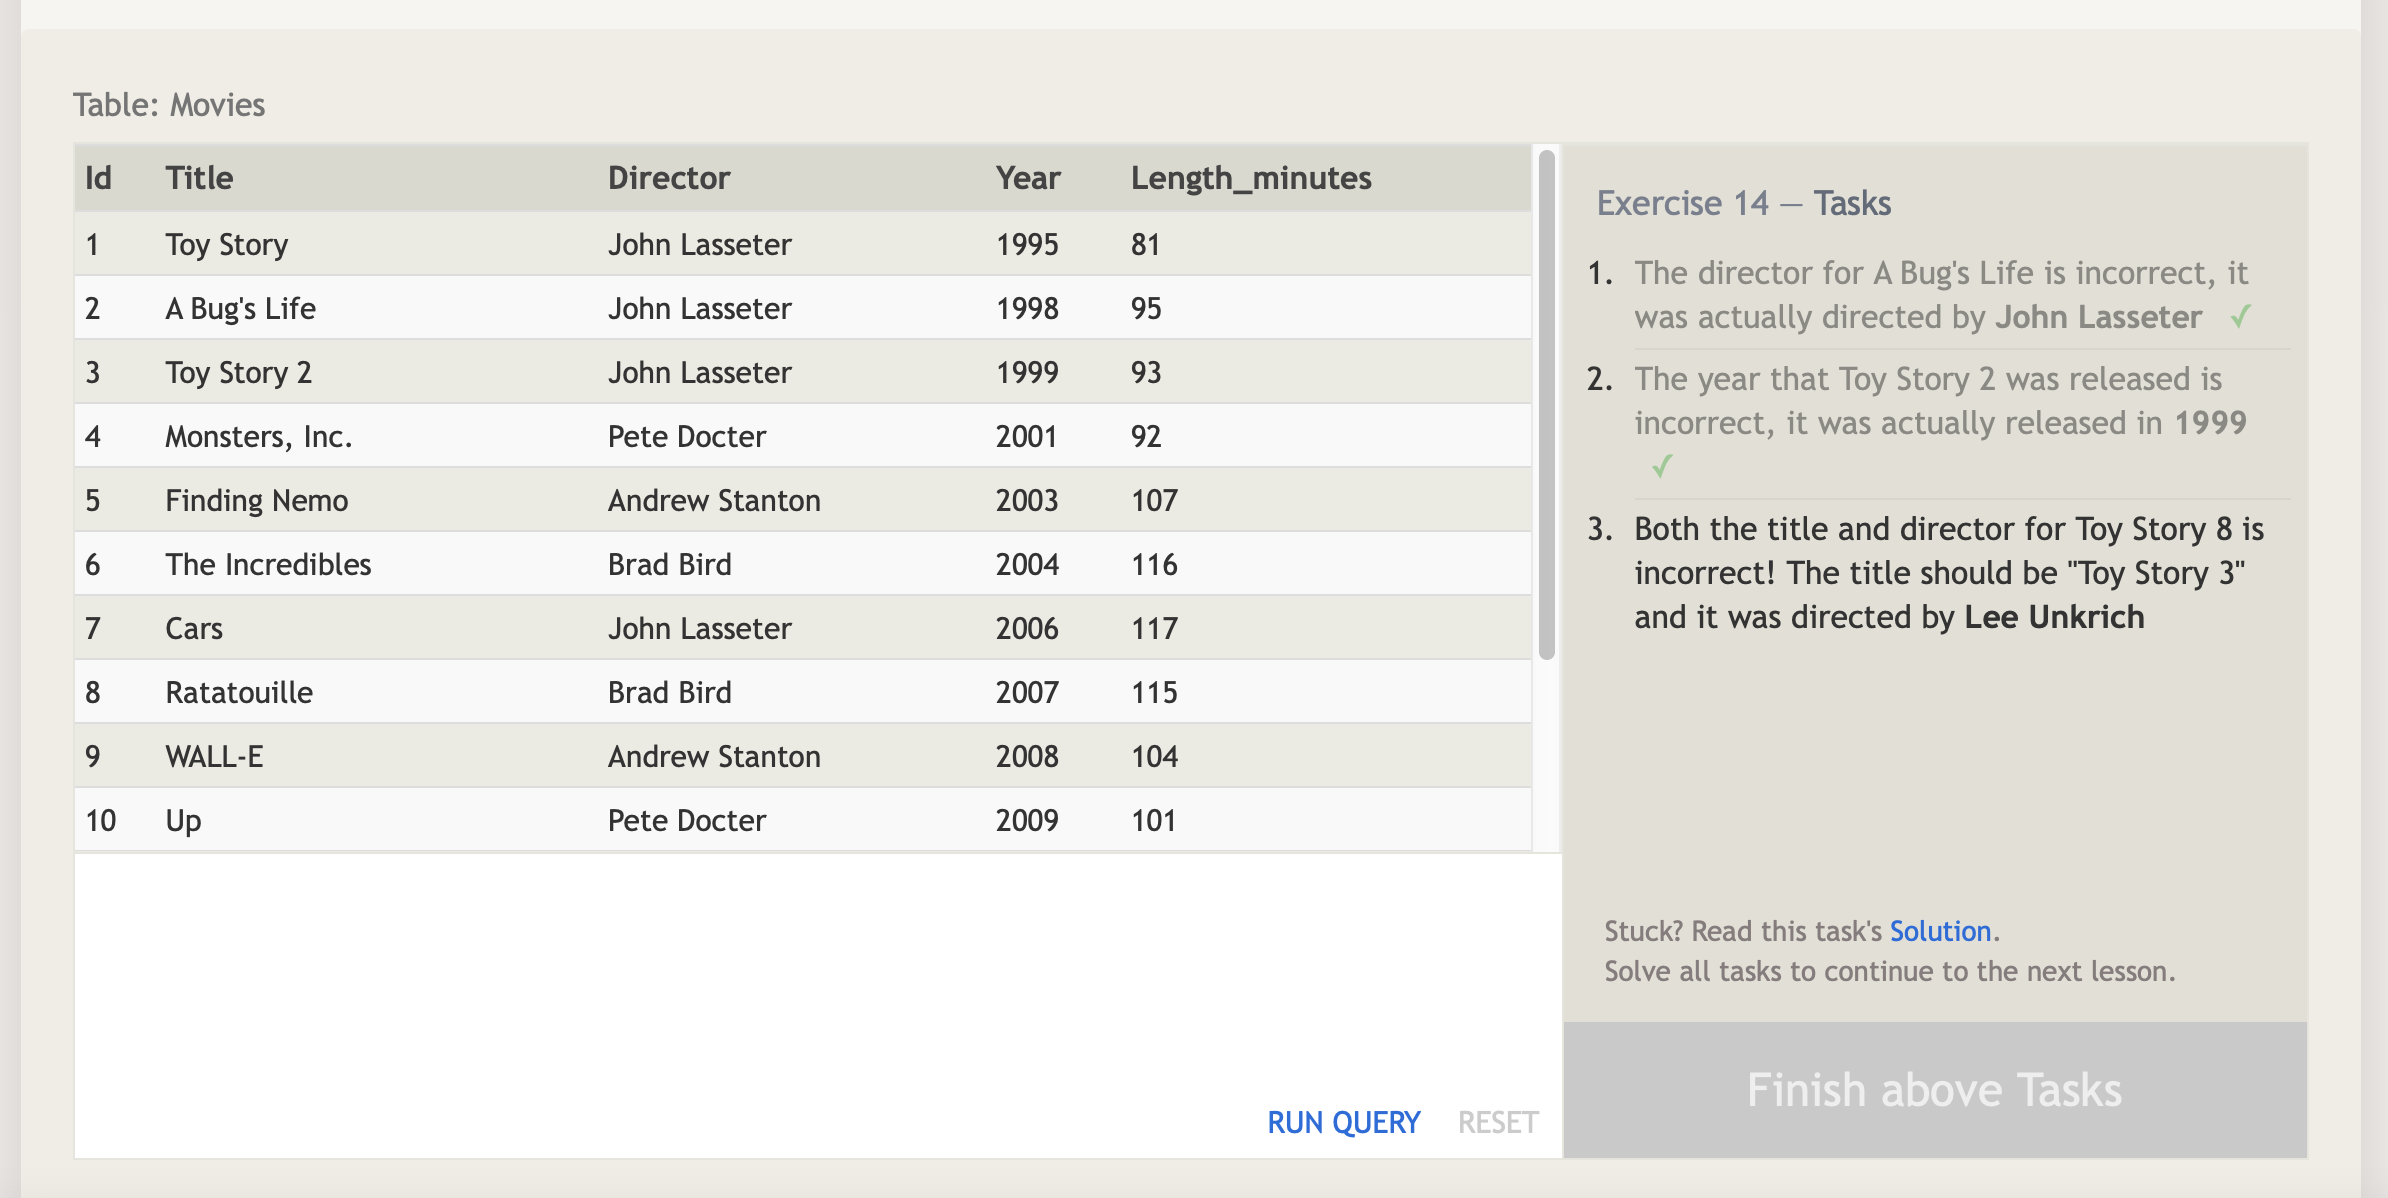 Table: Movies
Id Title Director Year Length_minutes
1 Toy Story John Lasseter 1995 81
2 A Bug's Life John Lasseter 1998 95
3 Toy Story 2 John Lasseter 1999 93
4 Monsters, Inc. Pete Docter 2001 92
5 Finding Nemo Andrew Stanton 2003 107
6 The Incredibles Brad Bird 2004 116
7 Cars John Lasseter 2006 117
8 Ratatouille Brad Bird 2007 115
9 WALL-E Andrew Stanton 2008 104
10 Up Pete Docter 2009 101
RUN QUERY RESET
Exercise 14 — Tasks
1. The director for A Bug's Life is incorrect, it
was actually directed by John Lasseter ✓
2. The year that Toy Story 2 was released is
incorrect, it was actually released in 1999
✓
3. Both the title and director for Toy Story 8 is
incorrect! The title should be "Toy Story 3"
and it was directed by Lee Unkrich
Stuck? Read this task's Solution.
Solve all tasks to continue to the next lesson.
Finish above Tasks